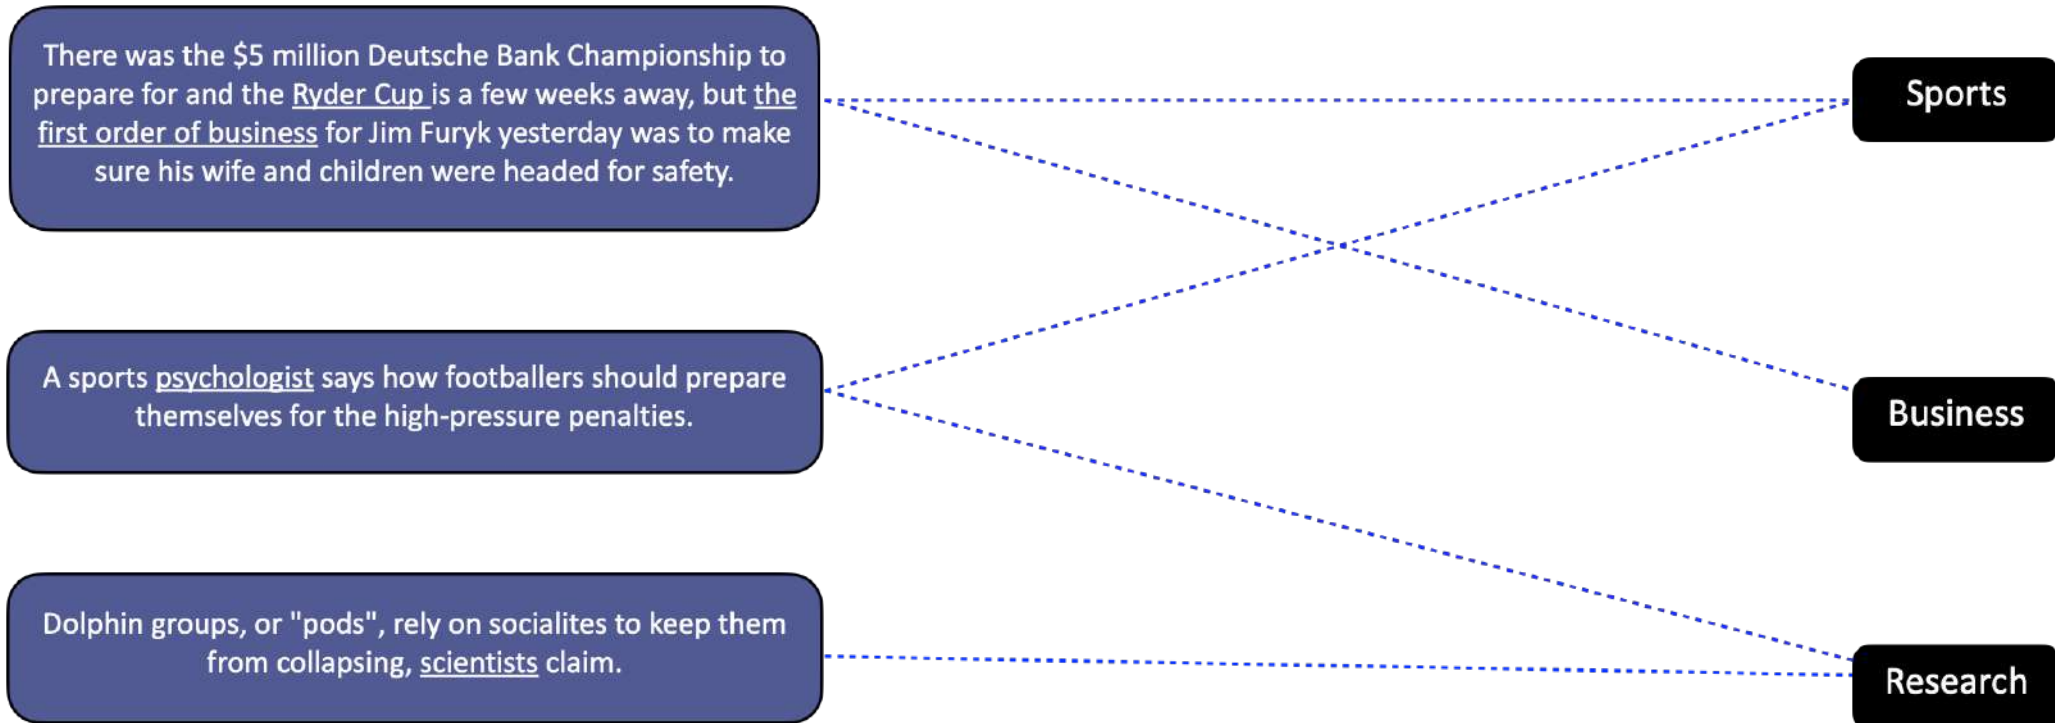 There was the $5 million Deutsche Bank Championship to
prepare for and the Ryder Cup is a few weeks away, but the
first order of business for Jim Furyk yesterday was to make
sure his wife and children were headed for safety.
Sports
A sports psychologist says how footballers should prepare
themselves for the high-pressure penalties.
Business
Dolphin groups, or "pods", rely on socialites to keep them
from collapsing, scientists claim.
Research